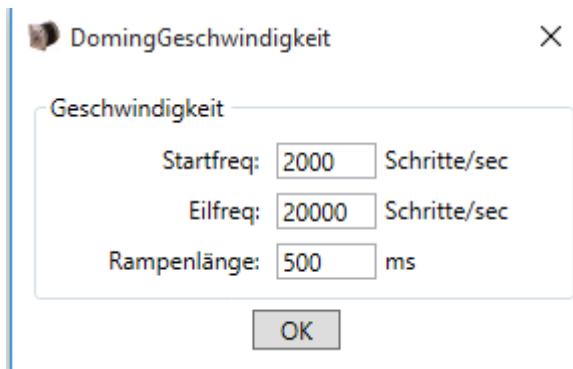 DomingGeschwindigkeit
Geschwindigkeit
Startfreq: 2000 Schritte/sec
Eilfreq: 20000 Schritte/sec
Rampenlänge: 500 ms
OK